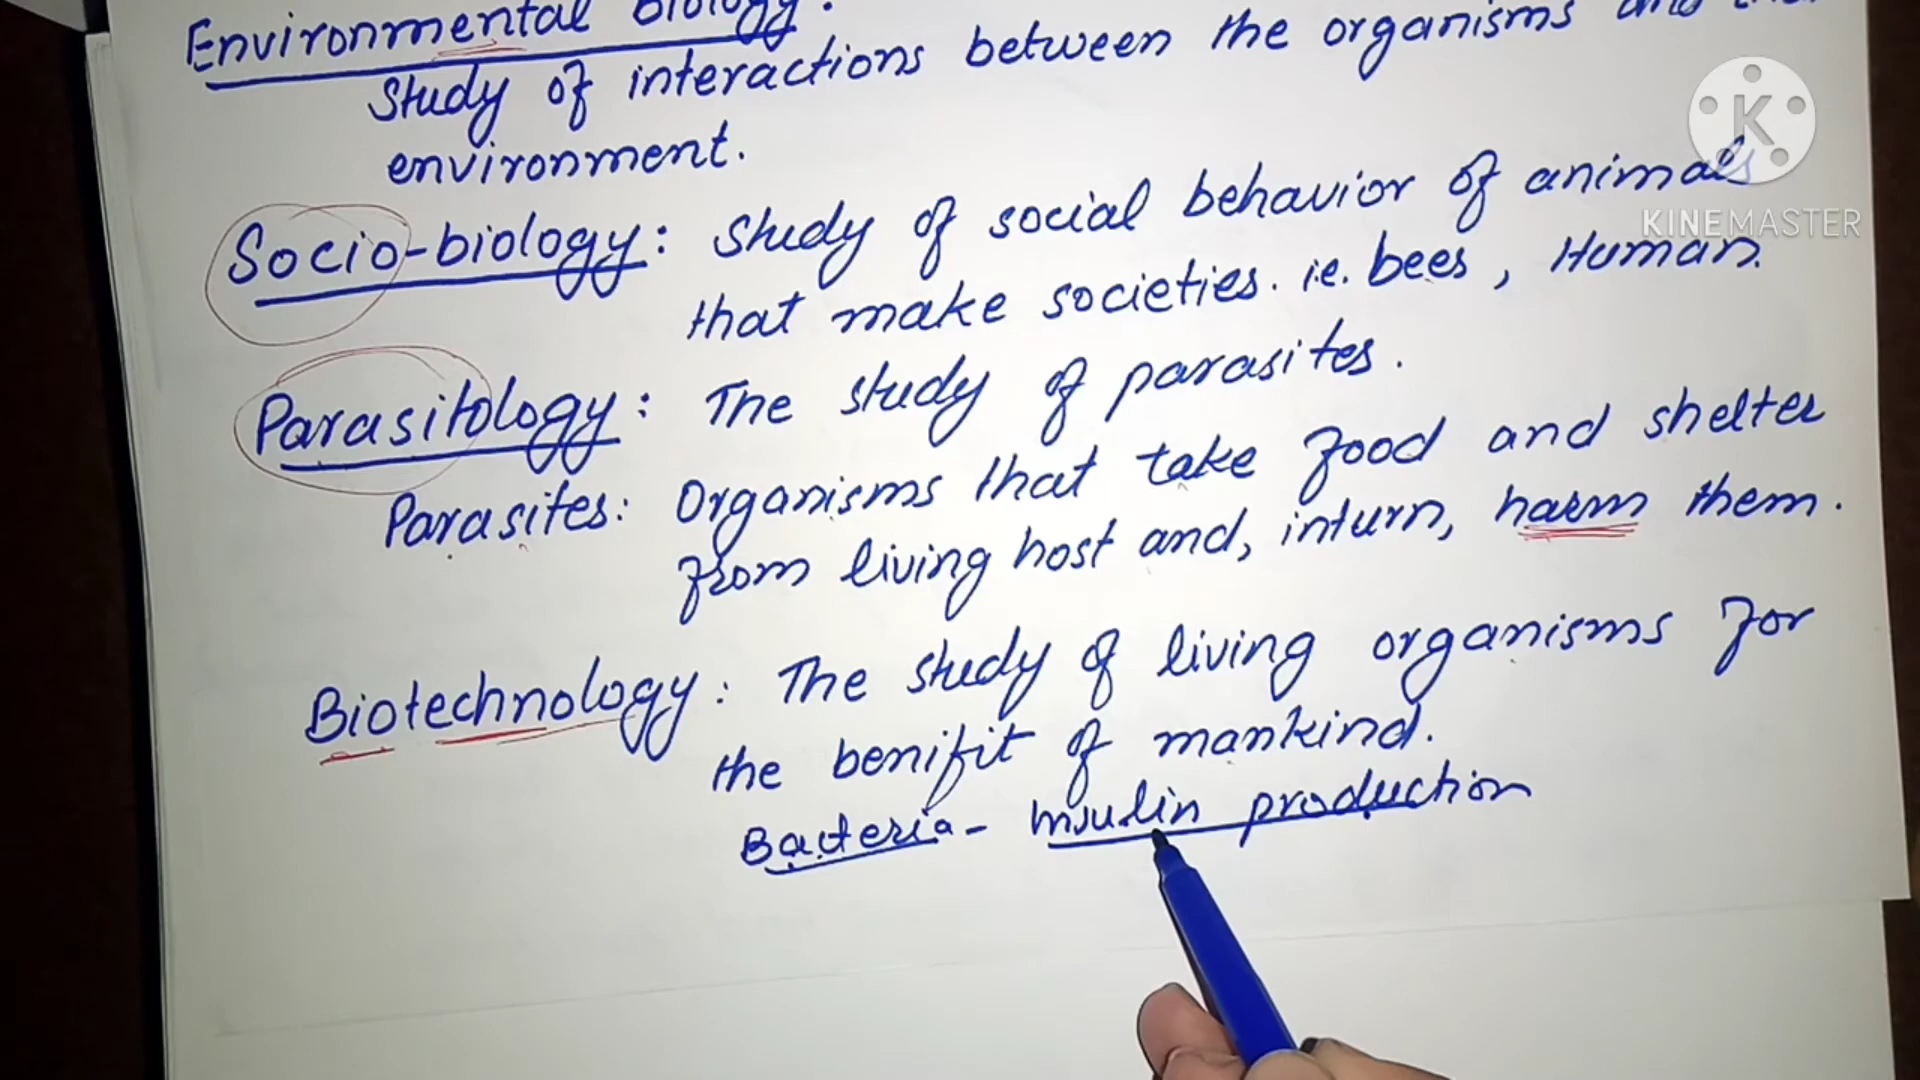 Environmental Biology:
Study of interactions between the organisms and
environment.
Socio-biology: Study of social behavior of animals
that make societies. i.e. bees, Human.
Parasitology: The study of parasites.
Parasites: Organisms that take food and shelter
from living host and, inturn, harm them.
Biotechnology: The study of living organisms for
the benifit of mankind.
Bacteria - Insulin production
K
KINEMASTER